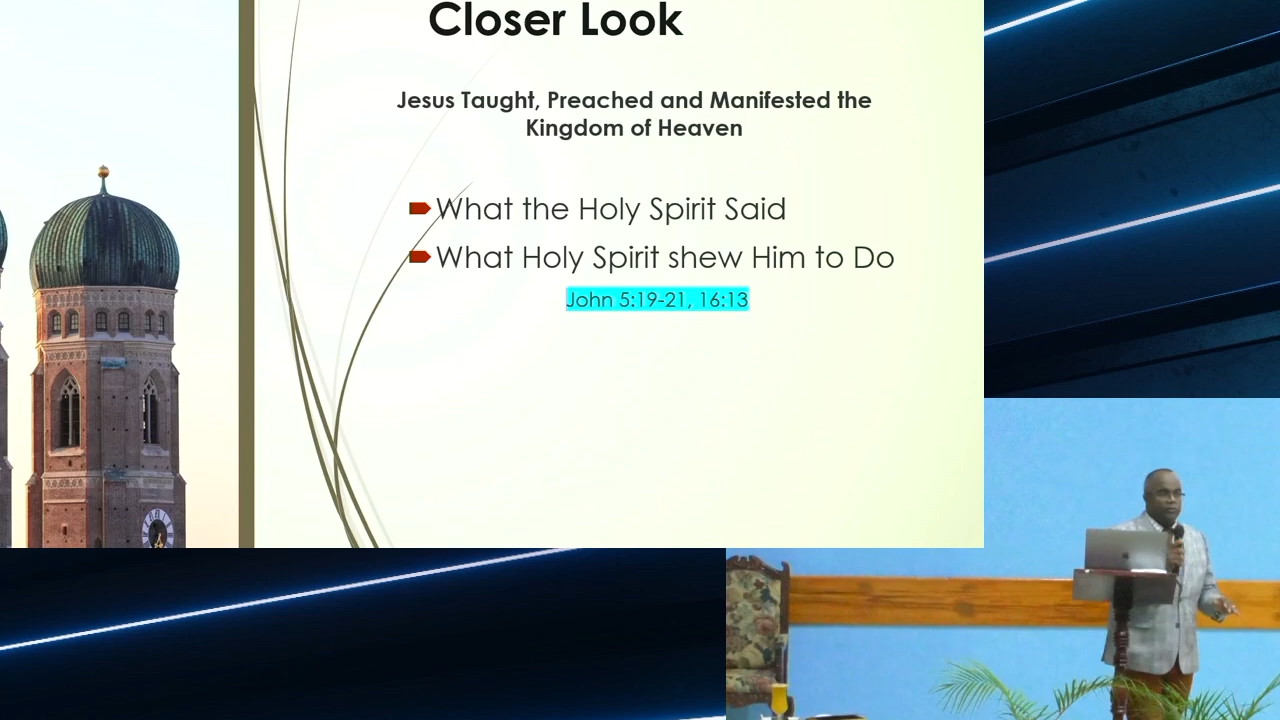 Closer Look
Jesus Taught, Preached and Manifested the
Kingdom of Heaven
What the Holy Spirit Said
What Holy Spirit shew Him to Do
John 5:19-21, 16:13